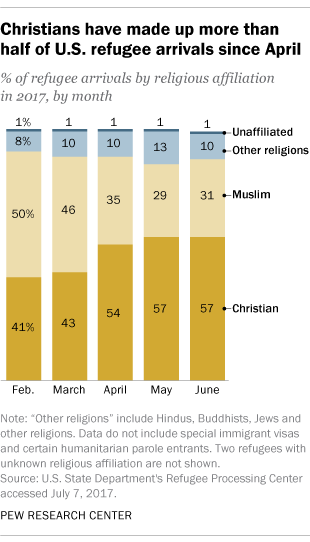 Christians have made up more than
half of U.S. refugee arrivals since April
% of refugee arrivals by religious affiliation
in 2017, by month
1% 1 1 1 1 Unaffiliated
8% 10 10 13 10 Other religions
50% 46 35 29 31 Muslim
41% 43 54 57 57 Christian
Feb. March April May June
Note: “Other religions” include Hindus, Buddhists, Jews and
other religions. Data do not include special immigrant visas
and certain humanitarian parole entrants. Two refugees with
unknown religious affiliation are not shown.
Source: U.S. State Department's Refugee Processing Center
accessed July 7, 2017.
PEW RESEARCH CENTER